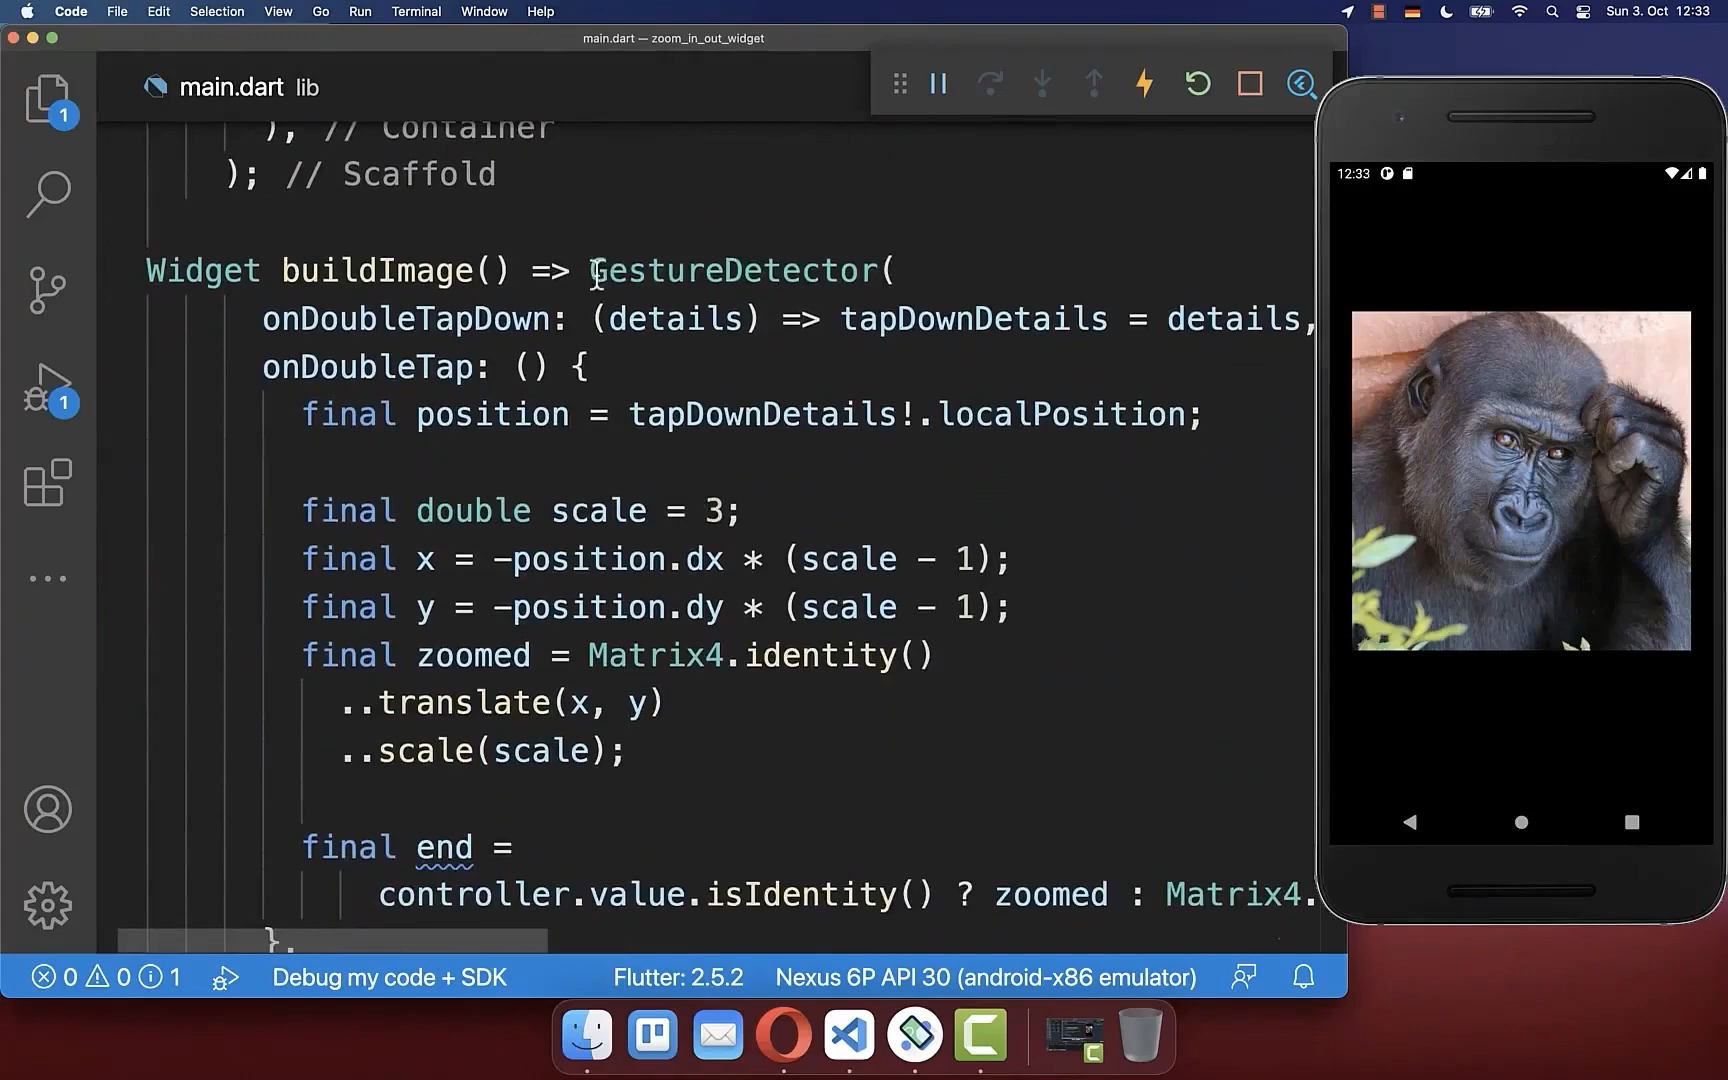 Code File Edit Selection View Go Run Terminal Window Help Sun 3. Oct 12:33
main.dart — zoom_in_out_widget
main.dart lib
), // Container
); // Scaffold
Widget buildImage() => GestureDetector(
onDoubleTapDown: (details) => tapDownDetails = details,
onDoubleTap: () {
final position = tapDownDetails!.localPosition;
final double scale = 3;
final x = -position.dx * (scale - 1);
final y = -position.dy * (scale - 1);
final zoomed = Matrix4.identity()
..translate(x, y)
..scale(scale);
final end =
controller.value.isIdentity() ? zoomed : Matrix4.
},
1
1
0 0 1 Debug my code + SDK Flutter: 2.5.2 Nexus 6P API 30 (android-x86 emulator)
12:33